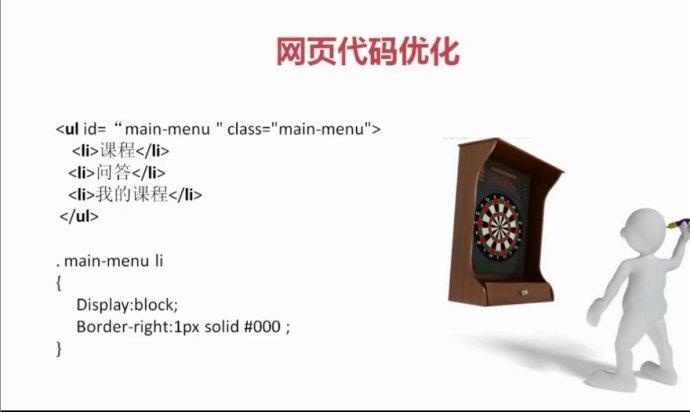 网页代码优化
<ul id= “main-menu " class="main-menu">
<li>课程</li>
<li>问答</li>
<li>我的课程</li>
</ul>
. main-menu li
{
Display:block;
Border-right:1px solid #000 ;
}